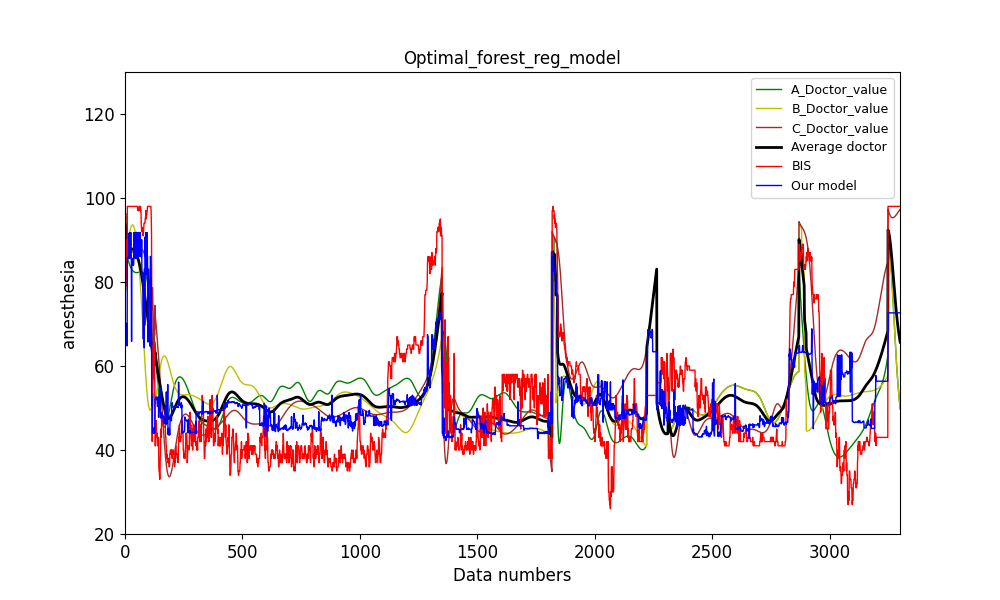 Optimal_forest_reg_model
A_Doctor_value
B_Doctor_value
C_Doctor_value
Average doctor
BIS
Our model
anesthesia
120
100
80
60
40
20
0 500 1000 1500 2000 2500 3000
Data numbers